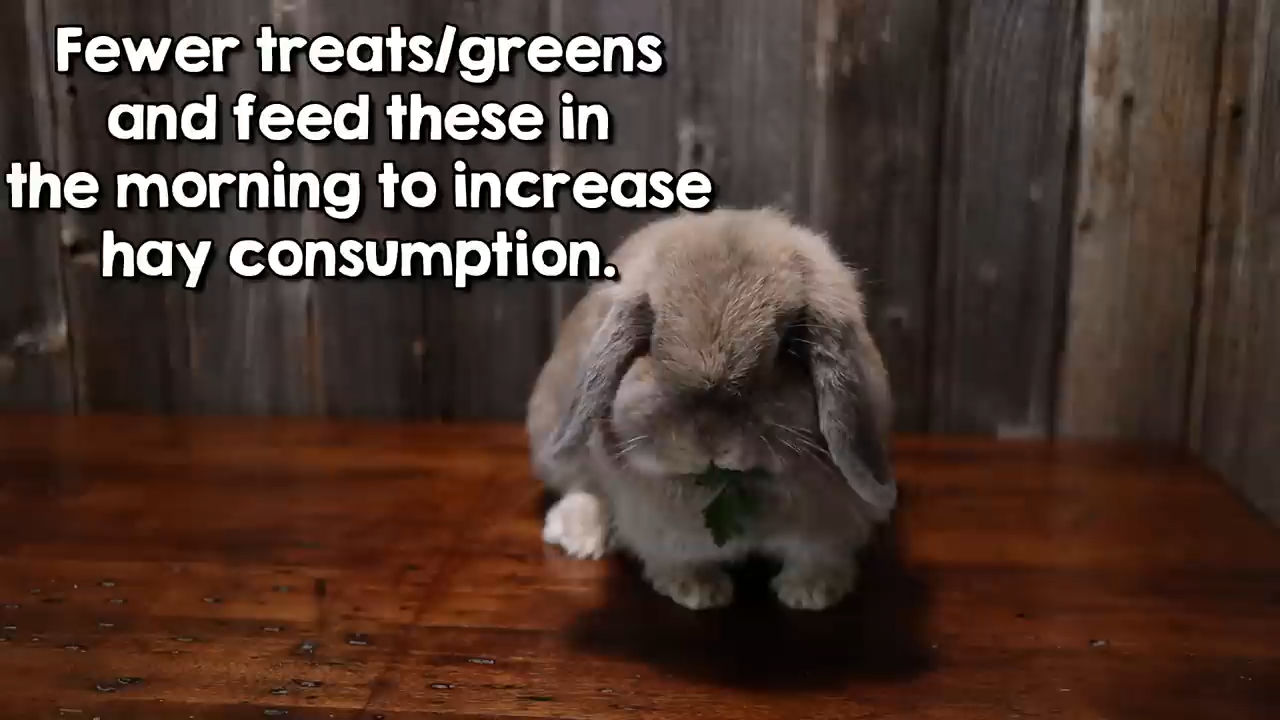 Fewer treats/greens
and feed these in
the morning to increase
hay consumption.